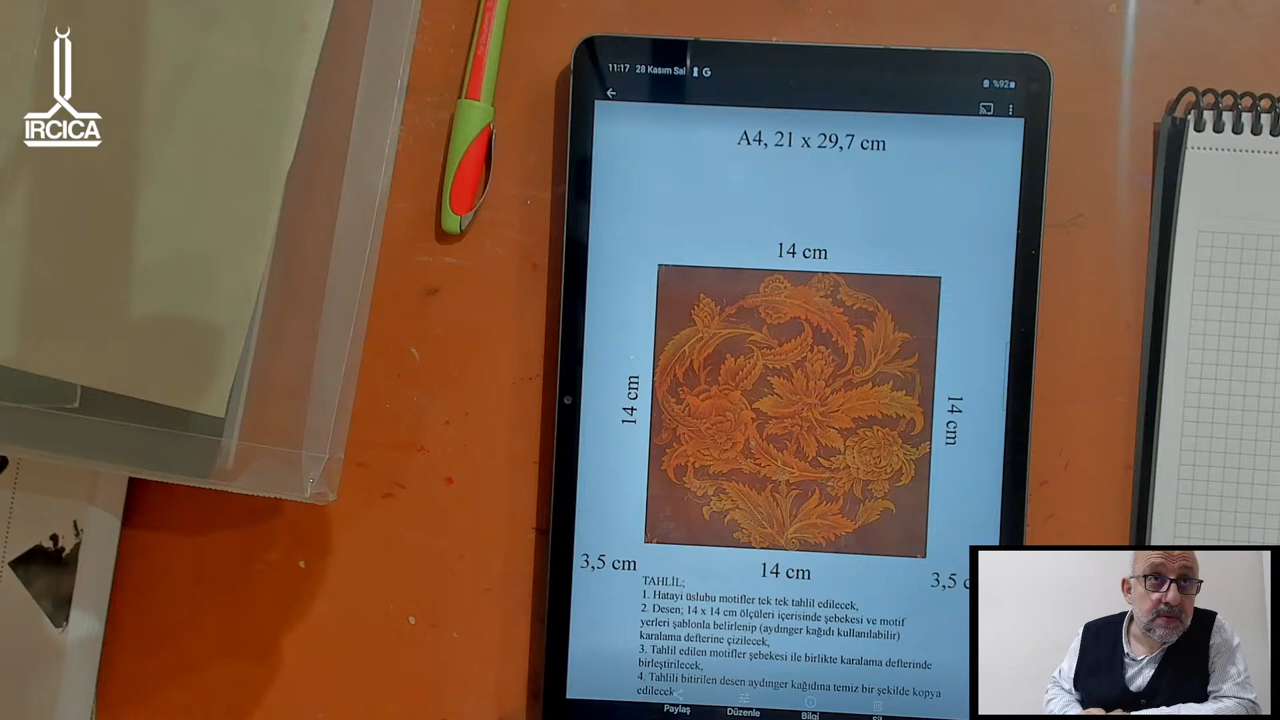 IRCICA
11:17 28 Kasım Sal G
%92
A4, 21 x 29,7 cm
14 cm
14 cm
14 cm
3,5 cm
14 cm
3,5 c
TAHLİL;
1. Hatayi üslubu motifler tek tek tahlil edilecek,
2. Desen; 14 x 14 cm ölçüleri içerisinde şebekesi ve motif
yerleri şablonla belirlenip (aydınger kağıdı kullanılabilir)
karalama defterine çizilecek,
3. Tahlil edilen motifler şebekesi ile birlikte karalama defterinde
birleştirilecek,
4. Tahlili bitirilen desen aydınger kağıdına temiz bir şekilde kopya
edilecek
Paylaş Düzenle Bilgi